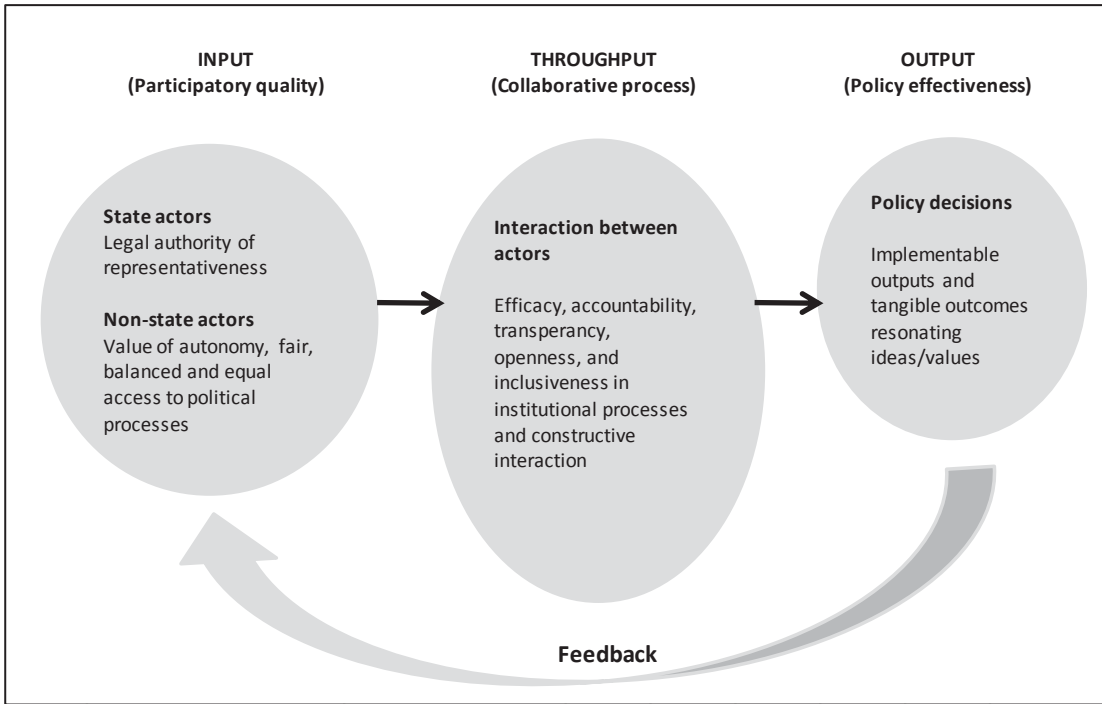 INPUT
(Participatory quality)
THROUGHPUT
(Collaborative process)
OUTPUT
(Policy effectiveness)
State actors
Legal authority of
representativeness
Non-state actors
Value of autonomy, fair,
balanced and equal
access to political
processes
Interaction between
actors
Efficacy, accountability,
transperancy,
openness, and
inclusiveness in
institutional processes
and constructive
interaction
Policy decisions
Implementable
outputs and
tangible outcomes
resonating
ideas/values
Feedback